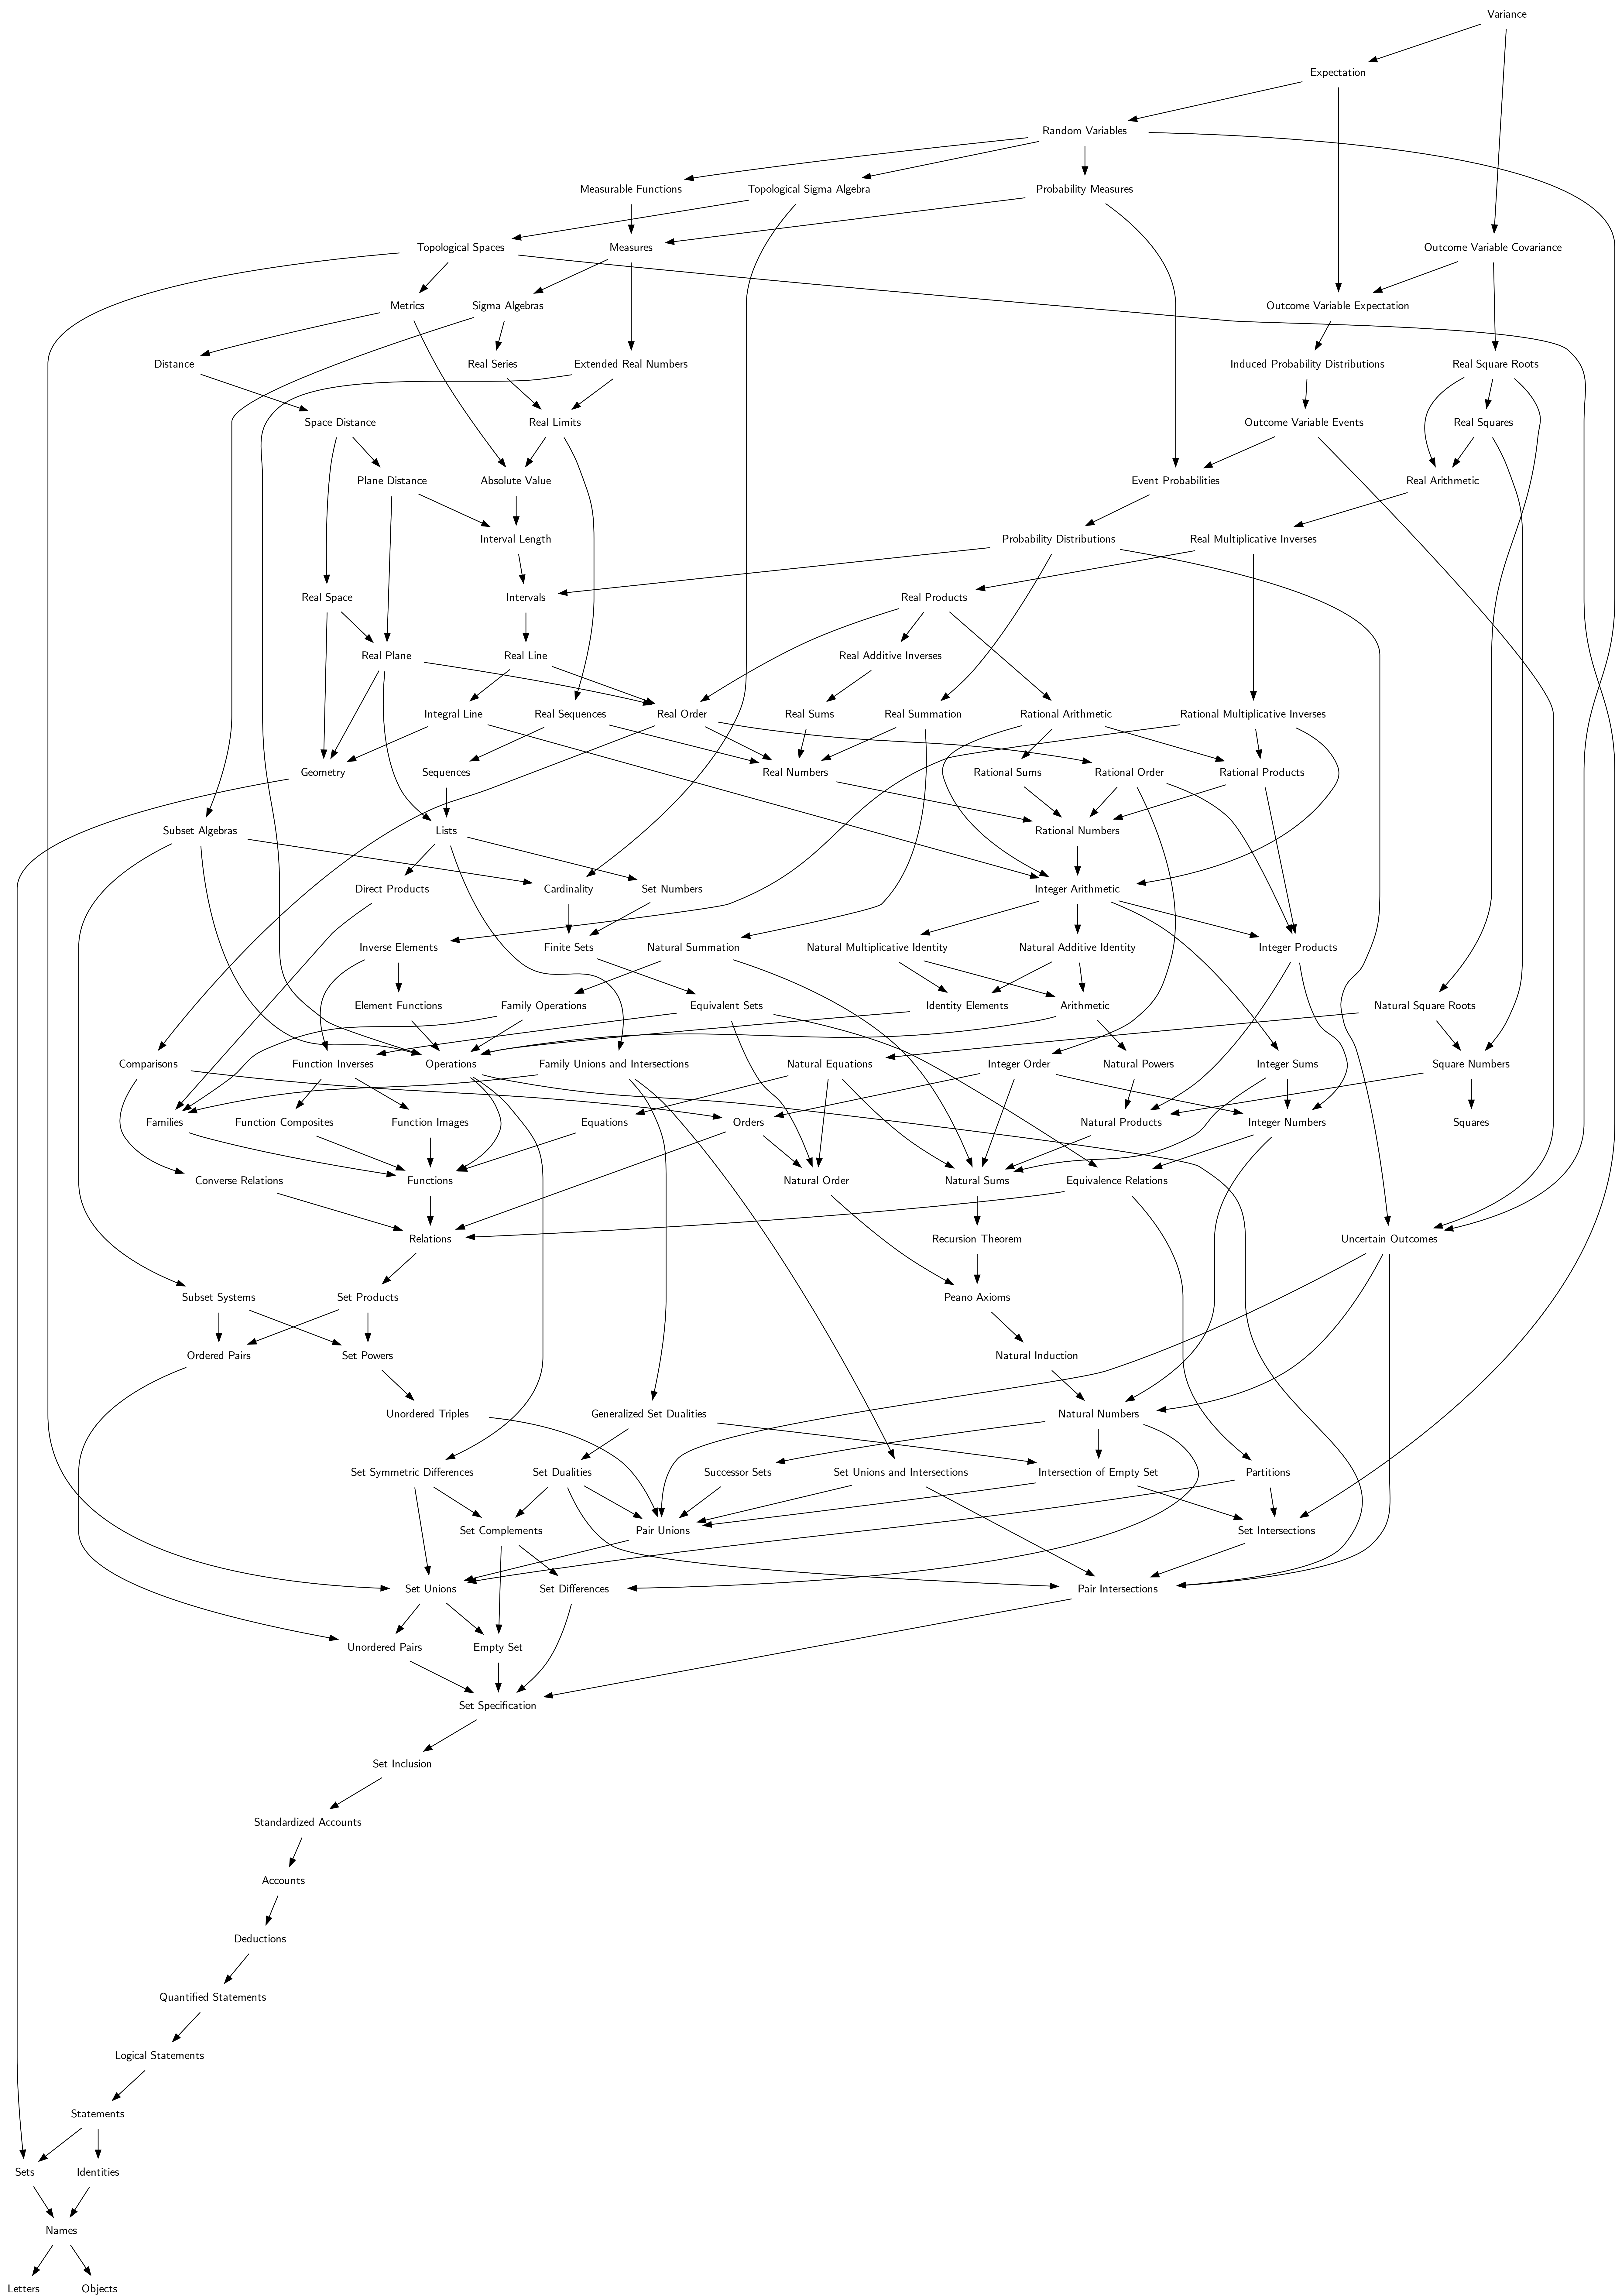 Variance
Expectation
Random Variables
Measurable Functions
Topological Sigma Algebra
Probability Measures
Topological Spaces
Measures
Outcome Variable Covariance
Metrics
Sigma Algebras
Outcome Variable Expectation
Distance
Real Series
Extended Real Numbers
Induced Probability Distributions
Real Square Roots
Space Distance
Real Limits
Outcome Variable Events
Real Squares
Plane Distance
Absolute Value
Event Probabilities
Real Arithmetic
Interval Length
Probability Distributions
Real Multiplicative Inverses
Real Space
Intervals
Real Products
Real Plane
Real Line
Real Additive Inverses
Integral Line
Real Sequences
Real Order
Real Sums
Real Summation
Rational Arithmetic
Rational Multiplicative Inverses
Geometry
Sequences
Real Numbers
Rational Sums
Rational Order
Rational Products
Subset Algebras
Lists
Rational Numbers
Direct Products
Cardinality
Set Numbers
Integer Arithmetic
Inverse Elements
Finite Sets
Natural Summation
Natural Multiplicative Identity
Natural Additive Identity
Integer Products
Element Functions
Family Operations
Equivalent Sets
Identity Elements
Arithmetic
Natural Square Roots
Comparisons
Function Inverses
Operations
Family Unions and Intersections
Natural Equations
Integer Order
Natural Powers
Integer Sums
Square Numbers
Families
Function Composites
Function Images
Equations
Orders
Natural Products
Integer Numbers
Squares
Converse Relations
Functions
Natural Order
Natural Sums
Equivalence Relations
Relations
Recursion Theorem
Uncertain Outcomes
Subset Systems
Set Products
Peano Axioms
Ordered Pairs
Set Powers
Natural Induction
Unordered Triples
Generalized Set Dualities
Natural Numbers
Set Symmetric Differences
Set Dualities
Successor Sets
Set Unions and Intersections
Intersection of Empty Set
Partitions
Set Complements
Pair Unions
Set Intersections
Set Unions
Set Differences
Pair Intersections
Unordered Pairs
Empty Set
Set Specification
Set Inclusion
Standardized Accounts
Accounts
Deductions
Quantified Statements
Logical Statements
Statements
Sets
Identities
Names
Letters
Objects